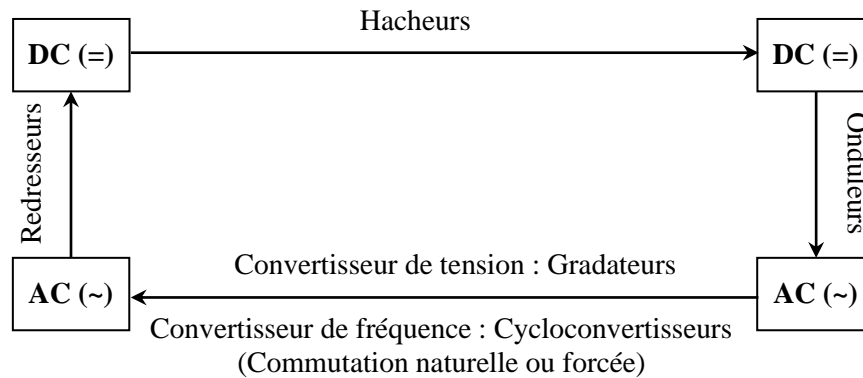 Hacheurs
DC (=)
DC (=)
Redresseurs
Onduleurs
Convertisseur de tension : Gradateurs
AC (~)
AC (~)
Convertisseur de fréquence : Cycloconvertisseurs
(Commutation naturelle ou forcée)